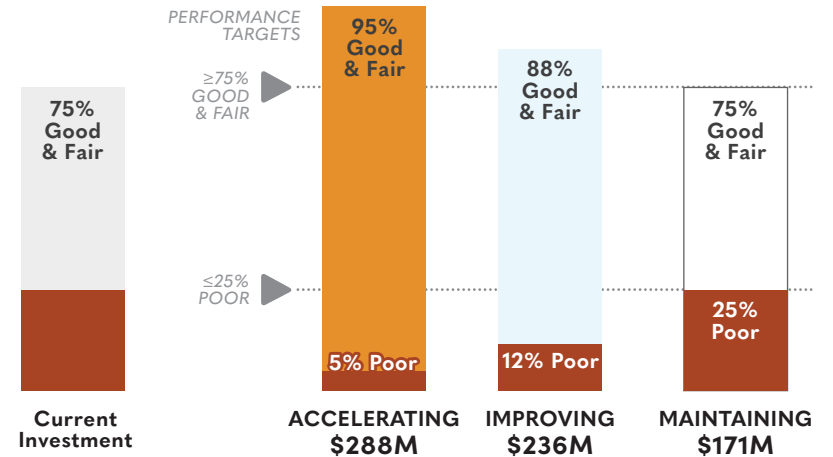 PERFORMANCE
TARGETS
≥75%
GOOD
& FAIR
≤25%
POOR
75%
Good
& Fair
Current
Investment
95%
Good
& Fair
5% Poor
ACCELERATING
$288M
88%
Good
& Fair
12% Poor
IMPROVING
$236M
75%
Good
& Fair
25%
Poor
MAINTAINING
$171M